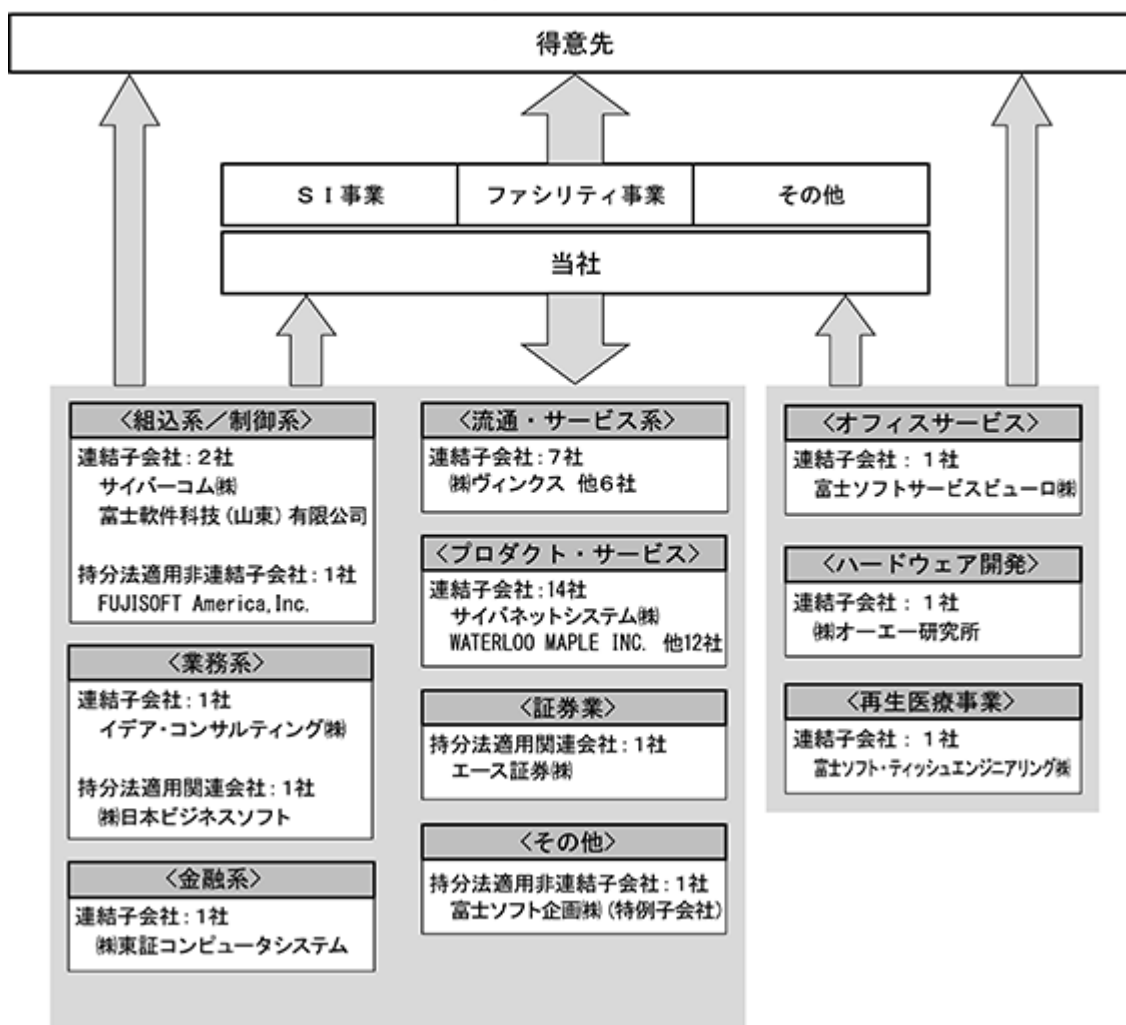 得意先
ＳＩ事業
ファシリティ事業
その他
当社
〈組込系／制御系〉
連結子会社：２社
サイバーコム㈱
富士軟件科技（山東）有限公司
持分法適用非連結子会社：1社
FUJISOFT America,Inc.
〈業務系〉
連結子会社：1社
イデア・コンサルティング㈱
持分法適用関連会社：1社
㈱日本ビジネスソフト
〈金融系〉
連結子会社：1社
㈱東証コンピュータシステム
〈流通・サービス系〉
連結子会社：7社
㈱ヴィンクス 他６社
〈プロダクト・サービス〉
連結子会社：14社
サイバネットシステム㈱
WATERLOO MAPLE INC. 他12社
〈証券業〉
持分法適用関連会社：1社
エース証券㈱
〈その他〉
持分法適用非連結子会社：1社
富士ソフト企画㈱（特例子会社）
〈オフィスサービス〉
連結子会社： 1社
富士ソフトサービスビューロ㈱
〈ハードウェア開発〉
連結子会社： 1社
㈱オーエー研究所
〈再生医療事業〉
連結子会社： 1社
富士ソフト・ティッシュエンジニアリング㈱